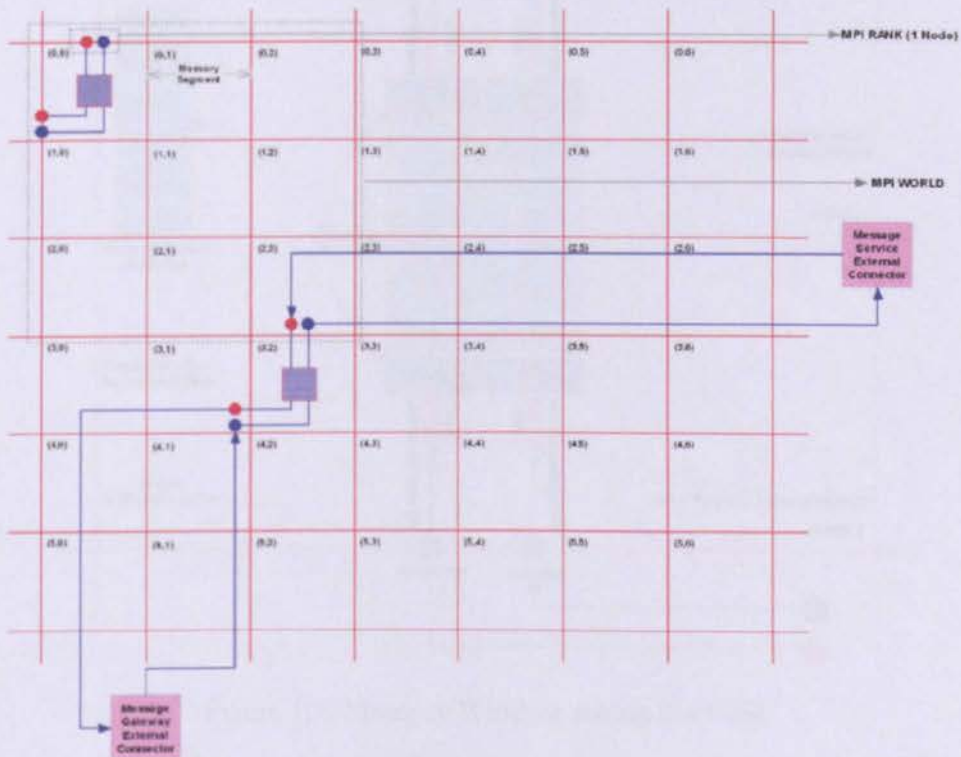 (0,0) (0,1) (0,2) (0,3) (0,4) (0,5) (0,6) MPI RANK (1 Node)
Memory
Segment
(1,0) (1,1) (1,2) (1,3) (1,4) (1,5) (1,6)
MPI WORLD
(2,0) (2,1) (2,2) (2,3) (2,4) (2,5) (2,6)
Message
Service
External
Connector
(3,0) (3,1) (3,2) (3,3) (3,4) (3,5) (3,6)
(4,0) (4,1) (4,2) (4,3) (4,4) (4,5) (4,6)
(5,0) (5,1) (5,2) (5,3) (5,4) (5,5) (5,6)
Message
Gateway
External
Connector